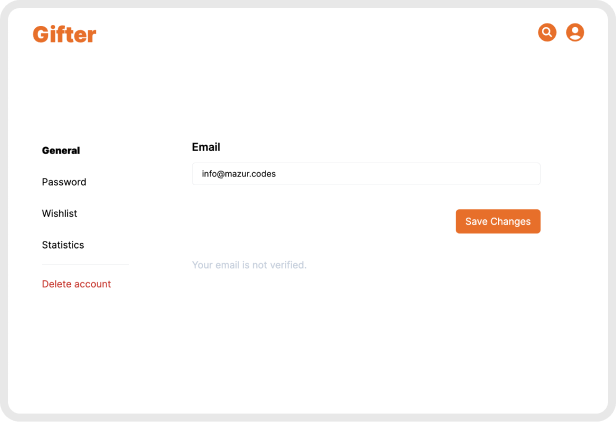 Gifter
General
Password
Wishlist
Statistics
Delete account
Email
info@mazur.codes
Save Changes
Your email is not verified.